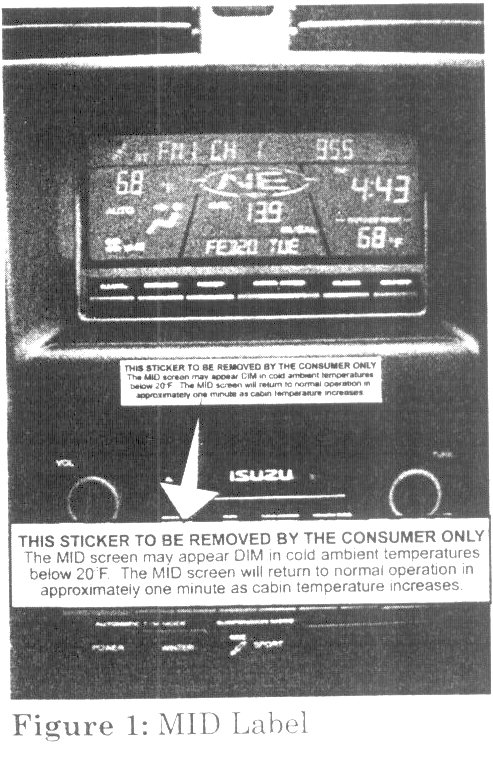 FM1 CH 1 955
68 °F NE 4:43
AUTO
139
68 °F
FEB20 TUE
THIS STICKER TO BE REMOVED BY THE CONSUMER ONLY
The MID screen may appear DIM in cold ambient temperatures
below 20°F. The MID screen will return to normal operation in
approximately one minute as cabin temperature increases.
VOL
TUNE
ISUZU
THIS STICKER TO BE REMOVED BY THE CONSUMER ONLY
The MID screen may appear DIM in cold ambient temperatures
below 20°F. The MID screen will return to normal operation in
approximately one minute as cabin temperature increases.
POWER WINTER SPORT
Figure 1: MID Label